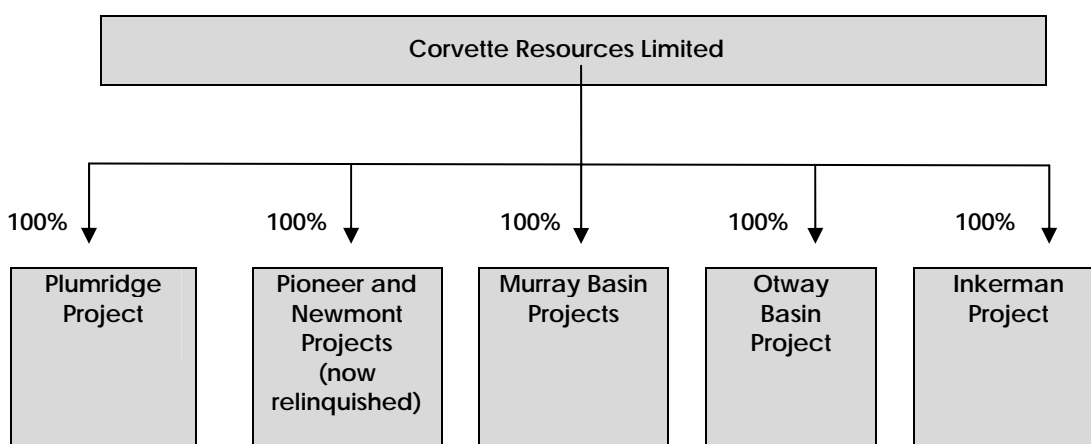 Corvette Resources Limited
100%
100%
100%
100%
100%
Plumridge
Project
Pioneer and
Newmont
Projects
(now
relinquished)
Murray Basin
Projects
Otway
Basin
Project
Inkerman
Project